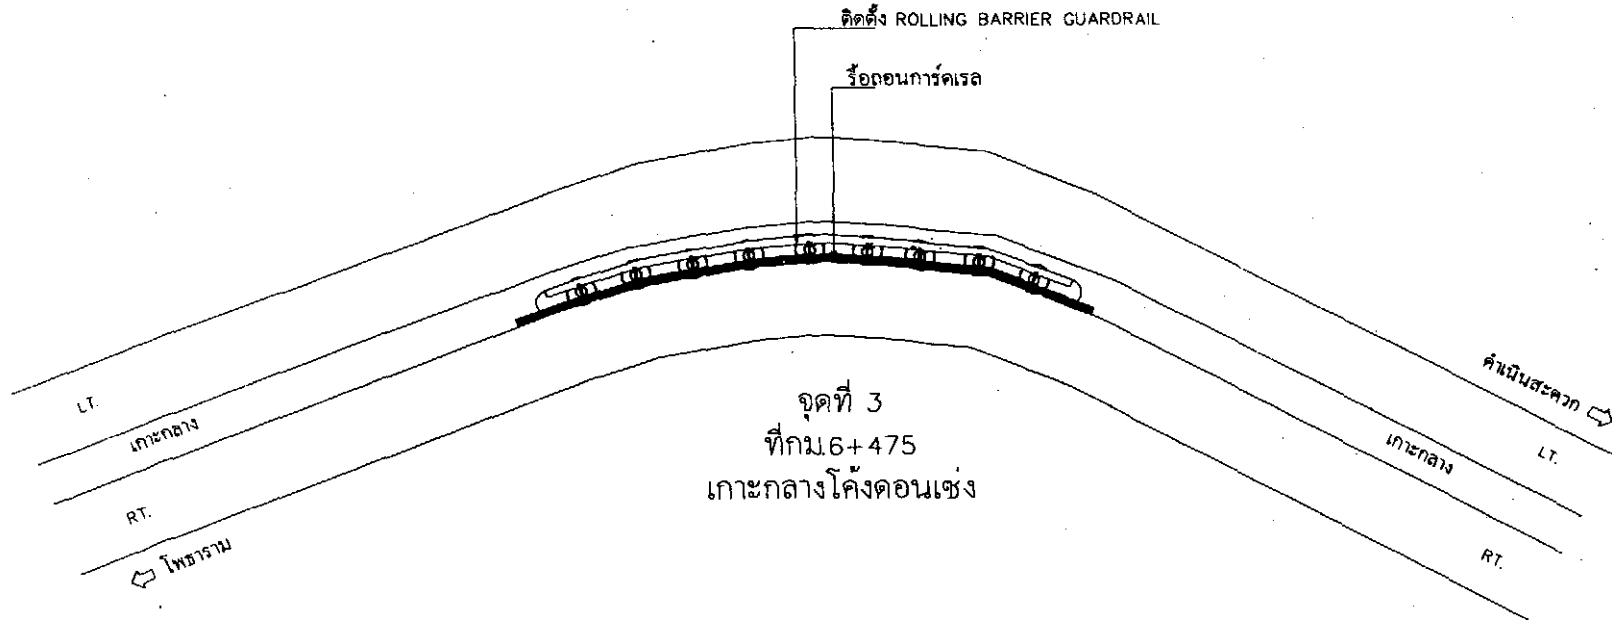 ติดตั้ง ROLLING BARRIER GUARDRAIL
รื้อถอนการ์ดเรล
ดำเนินสะดวก
LT.
เกาะกลาง
RT.
โพธาราม
จุดที่ 3
ที่กม.6+475
เกาะกลางโค้งดอนเซ่ง
เกาะกลาง
LT.
RT.